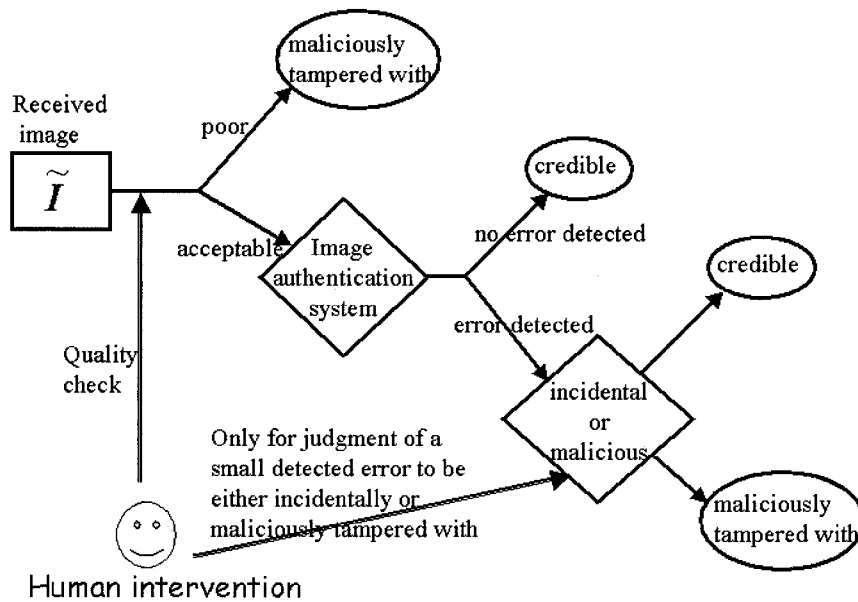 maliciously
tampered with
Received
image
poor
Ĩ
credible
acceptable
Image
authentication
system
no error detected
credible
error detected
Quality
check
incidental
or
malicious
Only for judgment of a
small detected error to be
either incidentally or
maliciously tampered with
maliciously
tampered with
Human intervention